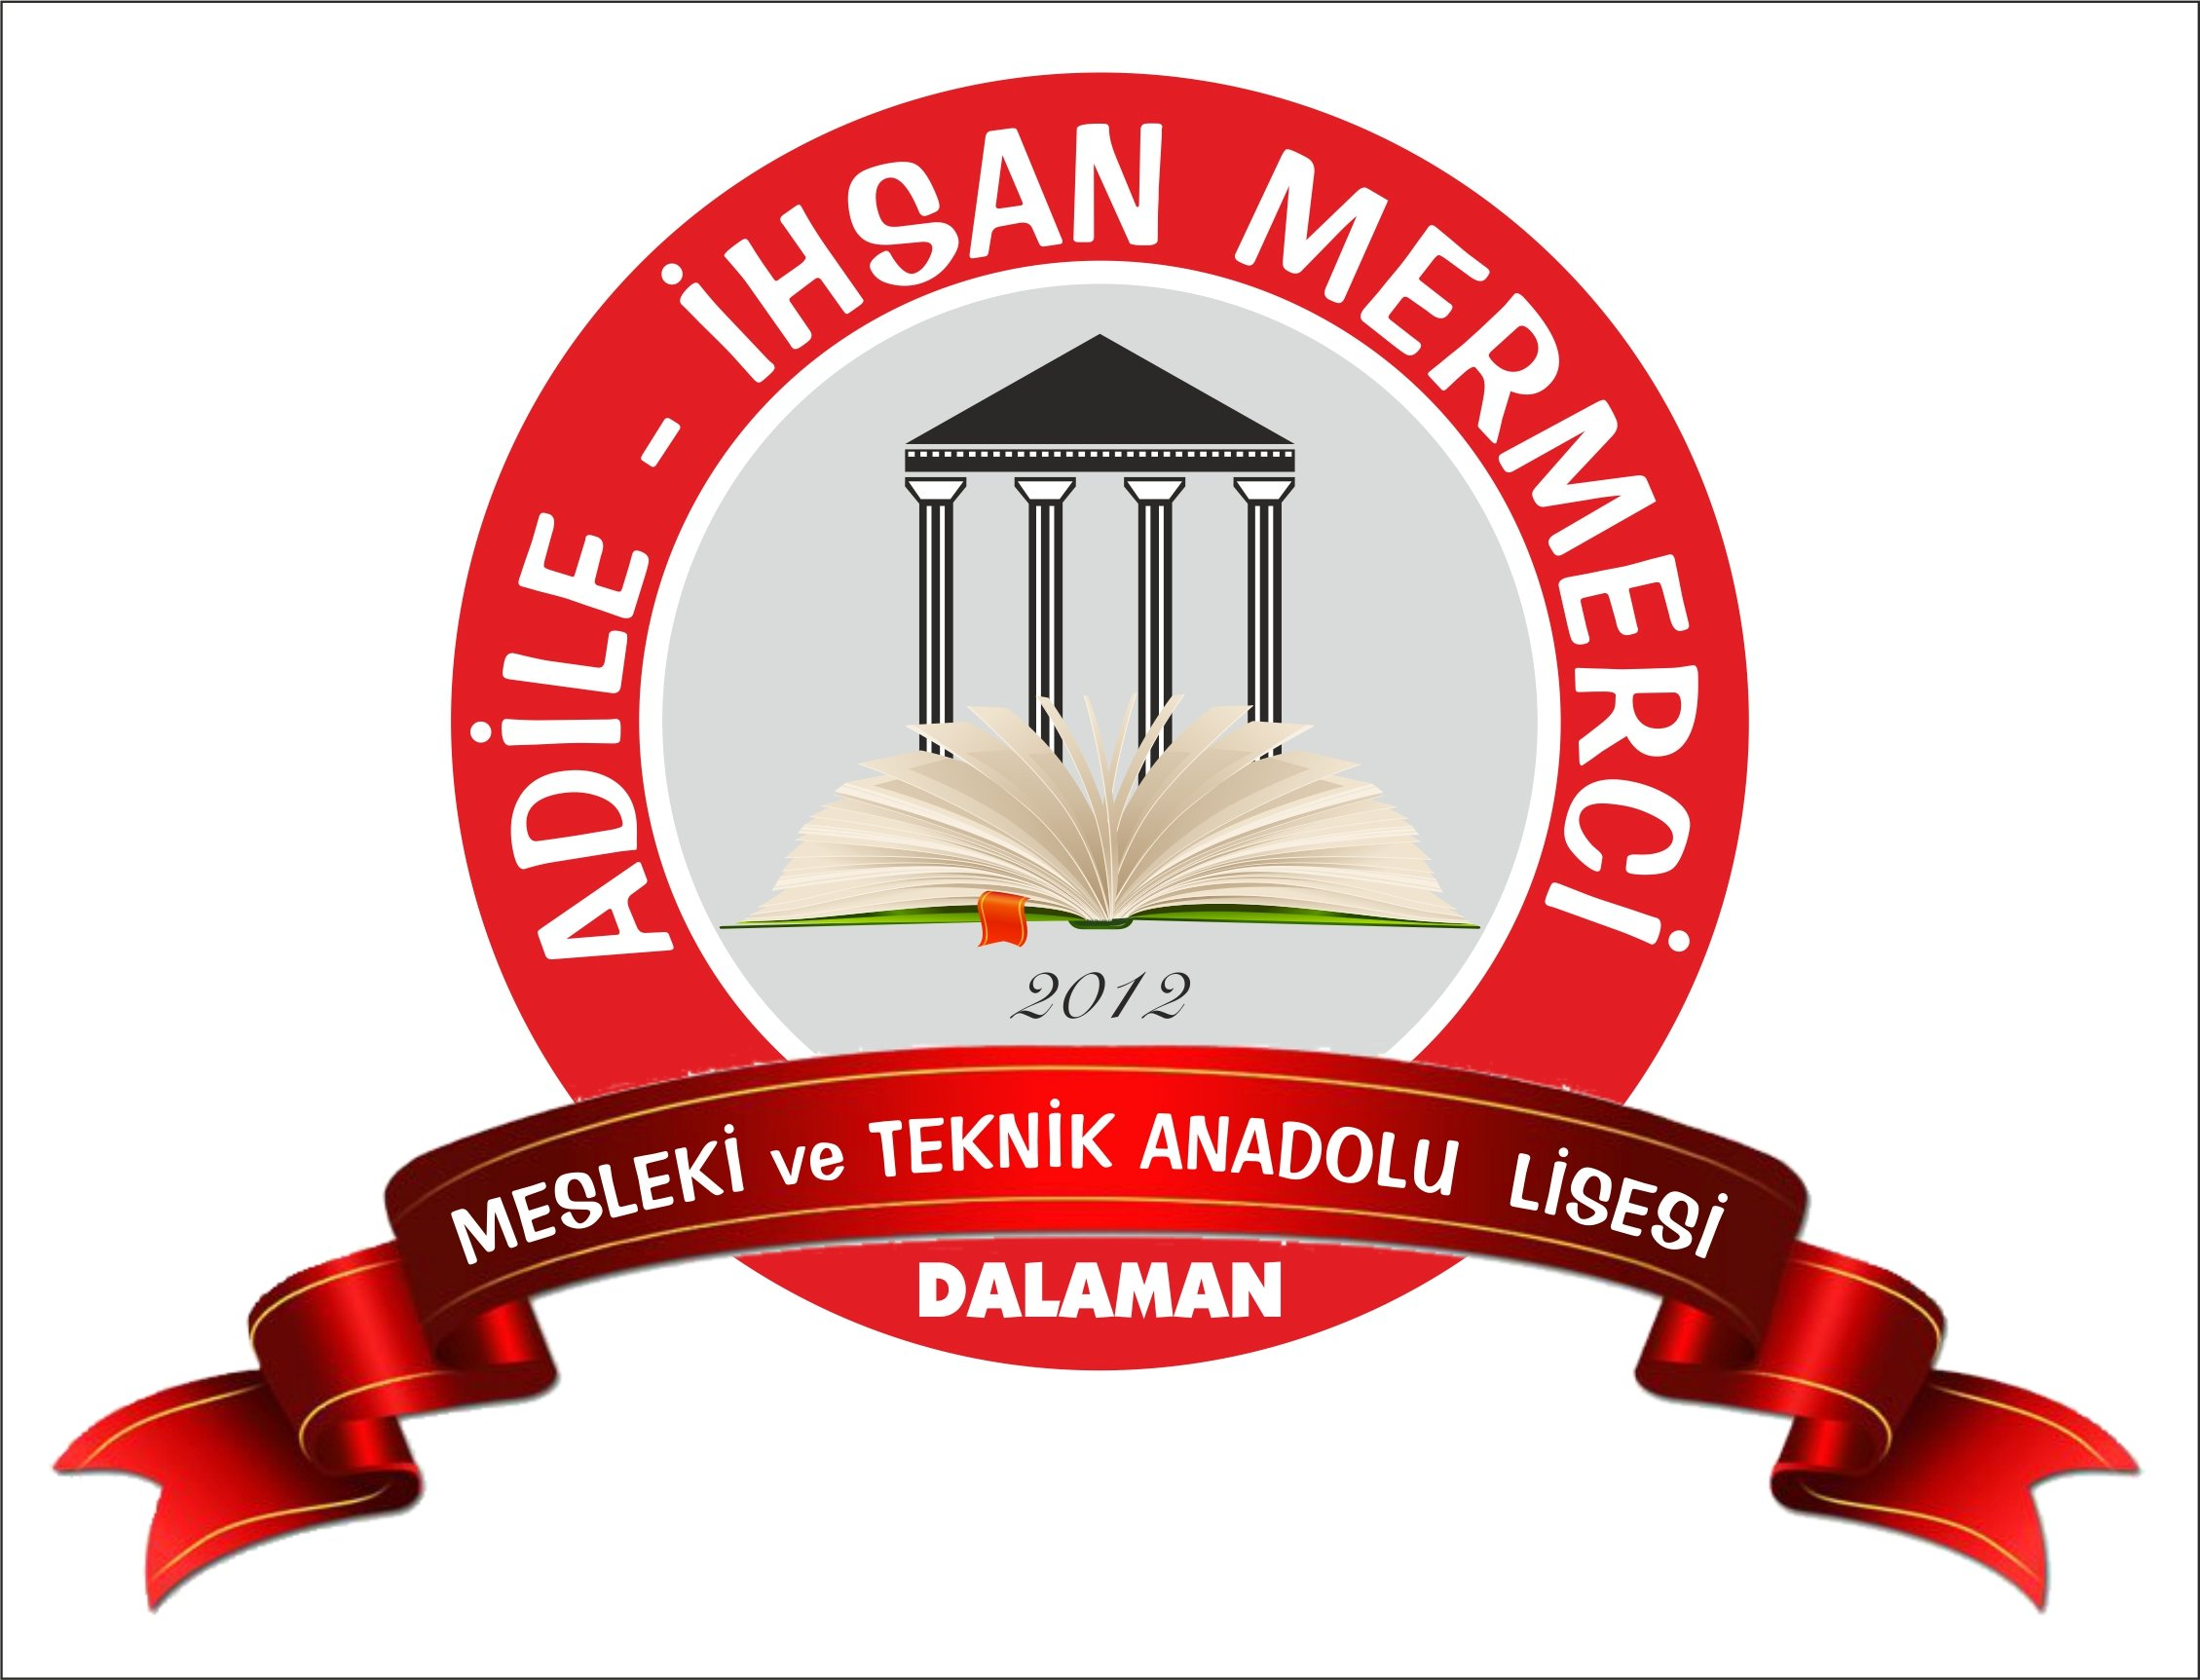 ADİLE - İHSAN MERMERCİ
2012
MESLEKİ ve TEKNİK ANADOLU LİSESİ
DALAMAN